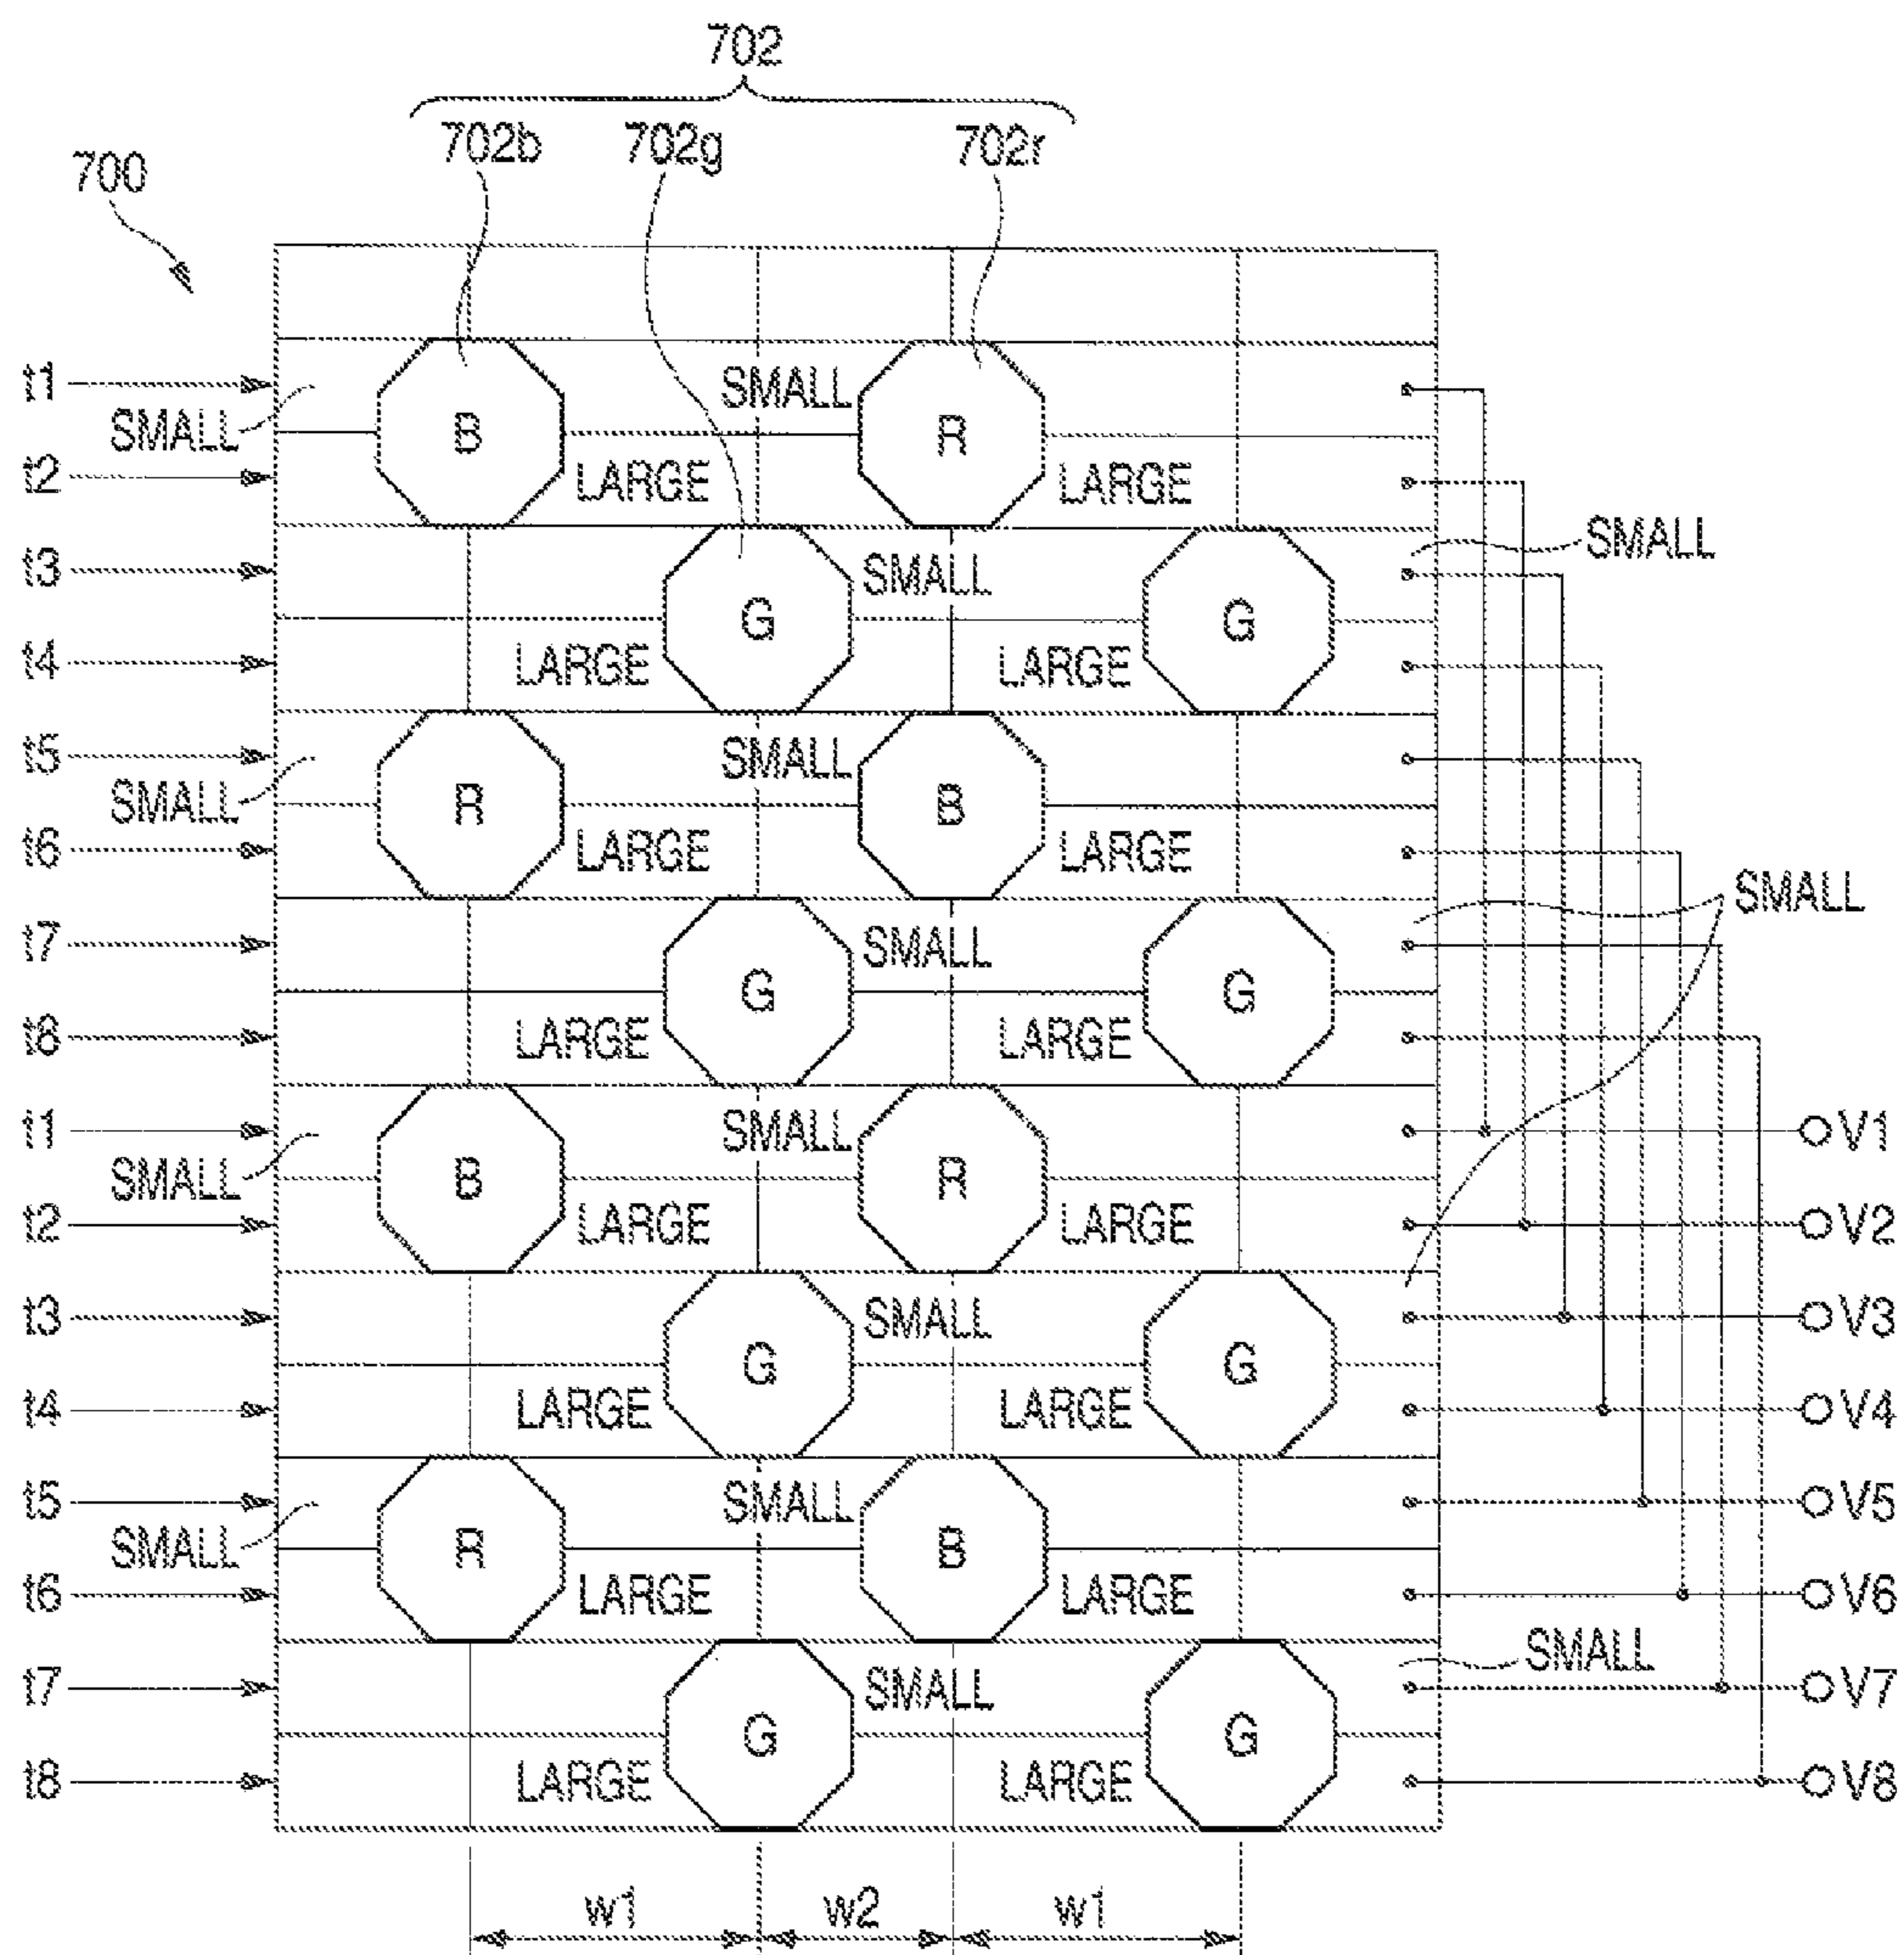 702
702b 702g 702r
700
t1 SMALL
SMALL B R
t2 LARGE LARGE
t3 SMALL SMALL
G G
t4 LARGE LARGE
t5 SMALL
SMALL R B
t6 LARGE LARGE
t7 SMALL SMALL
G G
t8 LARGE LARGE
t1 SMALL V1
SMALL B R
t2 LARGE LARGE V2
t3 SMALL V3
G G
t4 LARGE LARGE V4
t5 SMALL V5
SMALL R B
t6 LARGE LARGE V6
t7 SMALL SMALL V7
G G
t8 LARGE LARGE V8
w1 w2 w1